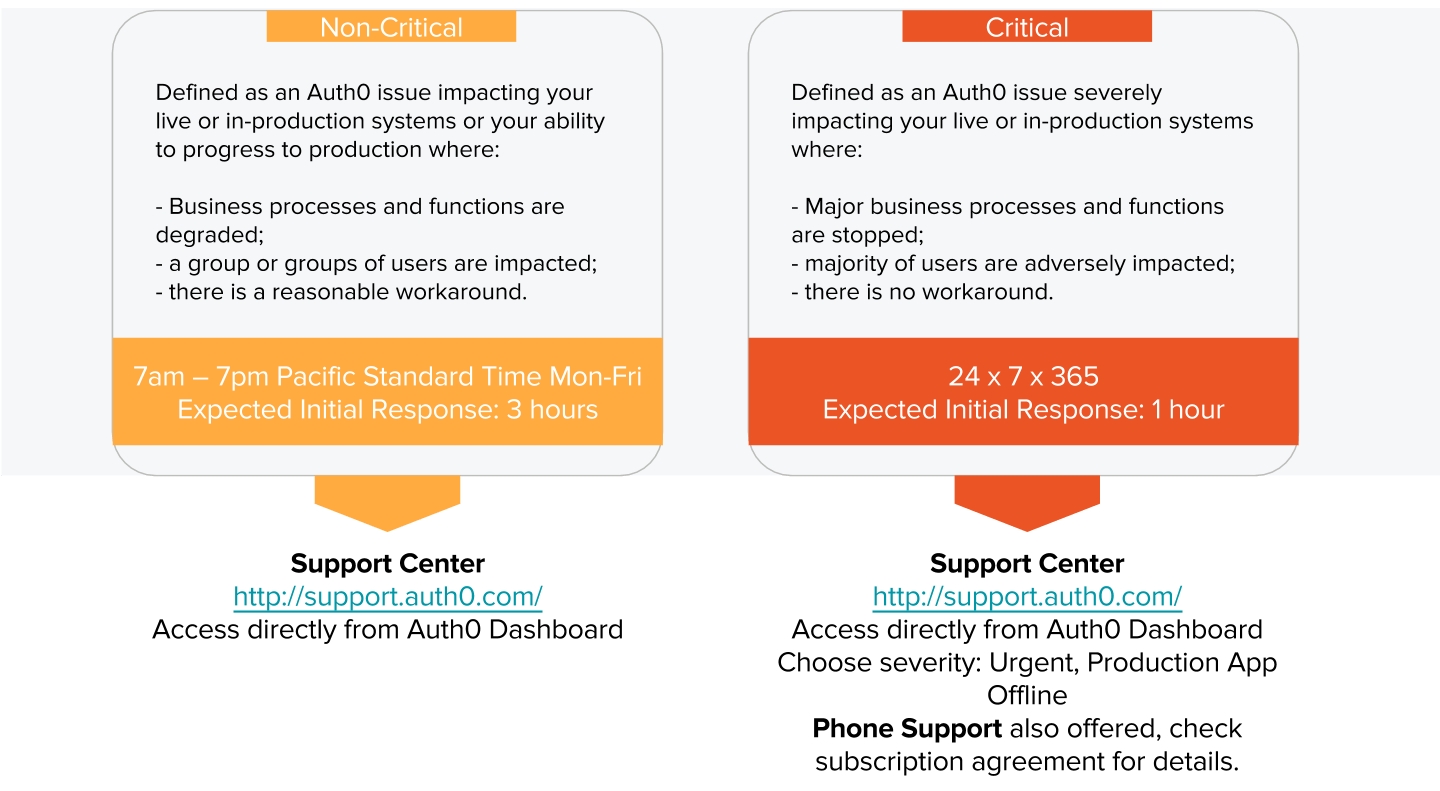 Non-Critical
Defined as an Auth0 issue impacting your
live or in-production systems or your ability
to progress to production where:
- Business processes and functions are
degraded;
- a group or groups of users are impacted;
- there is a reasonable workaround.
7am – 7pm Pacific Standard Time Mon-Fri
Expected Initial Response: 3 hours
Support Center
http://support.auth0.com/
Access directly from Auth0 Dashboard
Critical
Defined as an Auth0 issue severely
impacting your live or in-production systems
where:
- Major business processes and functions
are stopped;
- majority of users are adversely impacted;
- there is no workaround.
24 x 7 x 365
Expected Initial Response: 1 hour
Support Center
http://support.auth0.com/
Access directly from Auth0 Dashboard
Choose severity: Urgent, Production App
Offline
Phone Support also offered, check
subscription agreement for details.